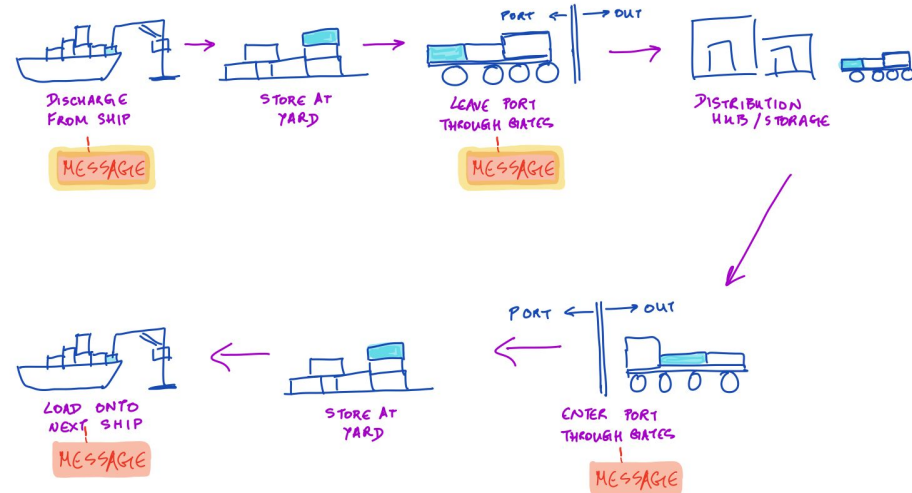 PORT ← → OUT
DISCHARGE
FROM SHIP
MESSAGE
STORE AT
YARD
LEAVE PORT
THROUGH GATES
MESSAGE
DISTRIBUTION
HUB/STORAGE
PORT ← → OUT
LOAD ONTO
NEXT SHIP
MESSAGE
STORE AT
YARD
ENTER PORT
THROUGH GATES
MESSAGE